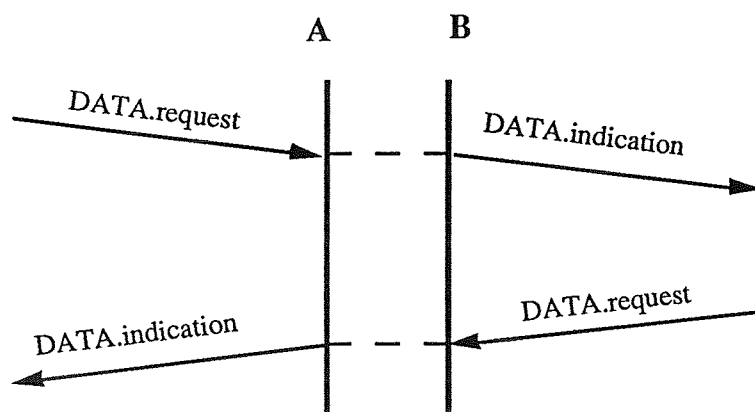 A
B
DATA.request
DATA.indication
DATA.request
DATA.indication